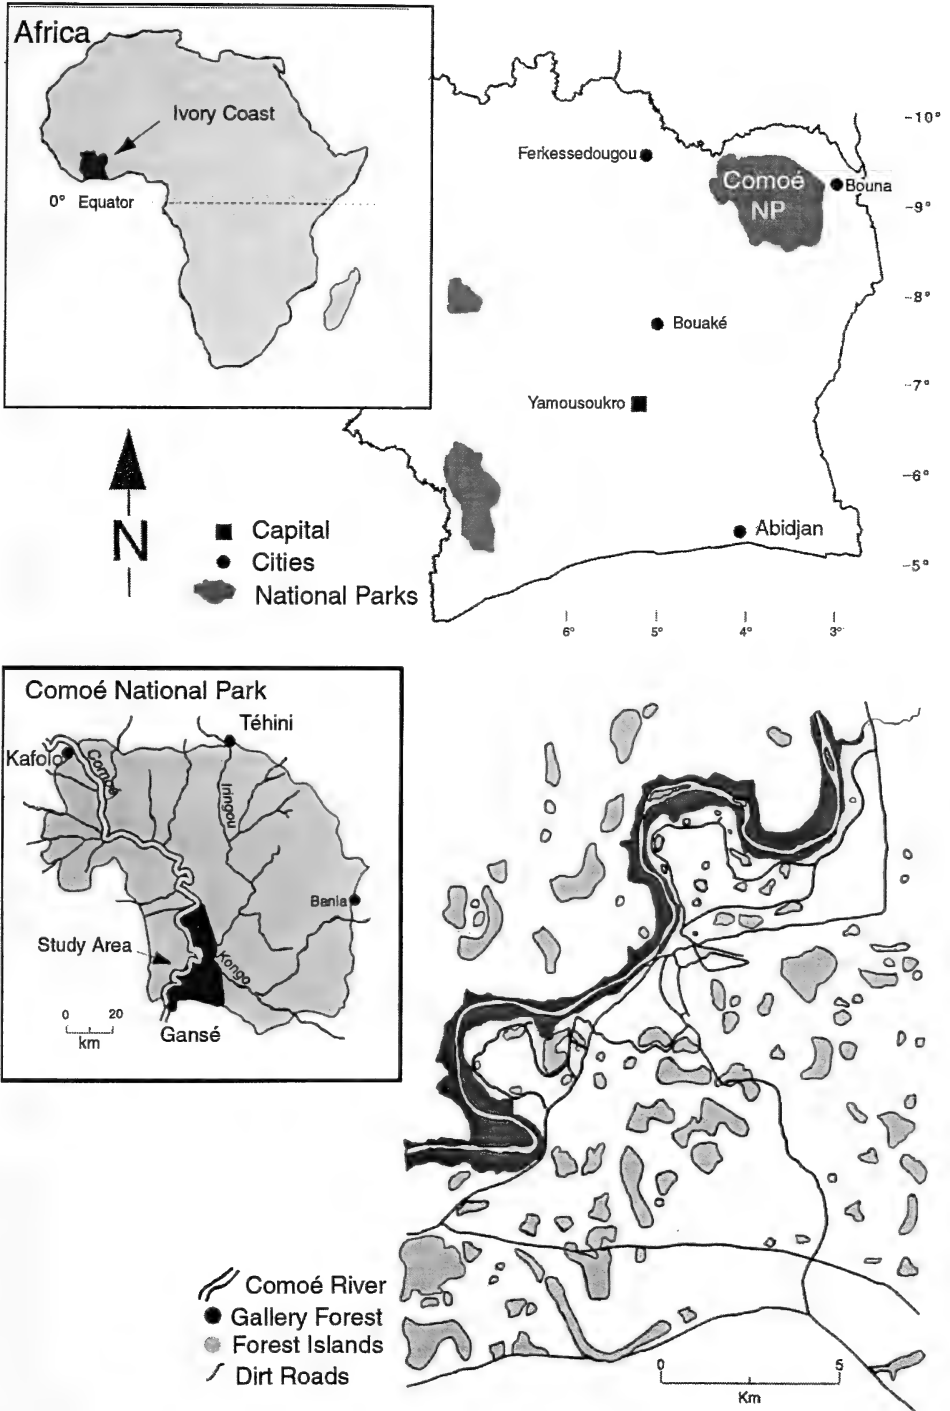 Africa
Ivory Coast
0° Equator
Ferkessedougou
Comoé
NP
Bouna
Bouaké
Yamousoukro
Abidjan
-10°
-9°
-8°
-7°
-6°
-5°
6° 5° 4° 3°
N
Capital
Cities
National Parks
Comoé National Park
Téhini
Kafolo
Comoé
Iringou
Bania
Study Area
Kongo
0 20
km
Gansé
Comoé River
Gallery Forest
Forest Islands
Dirt Roads
0 5
Km